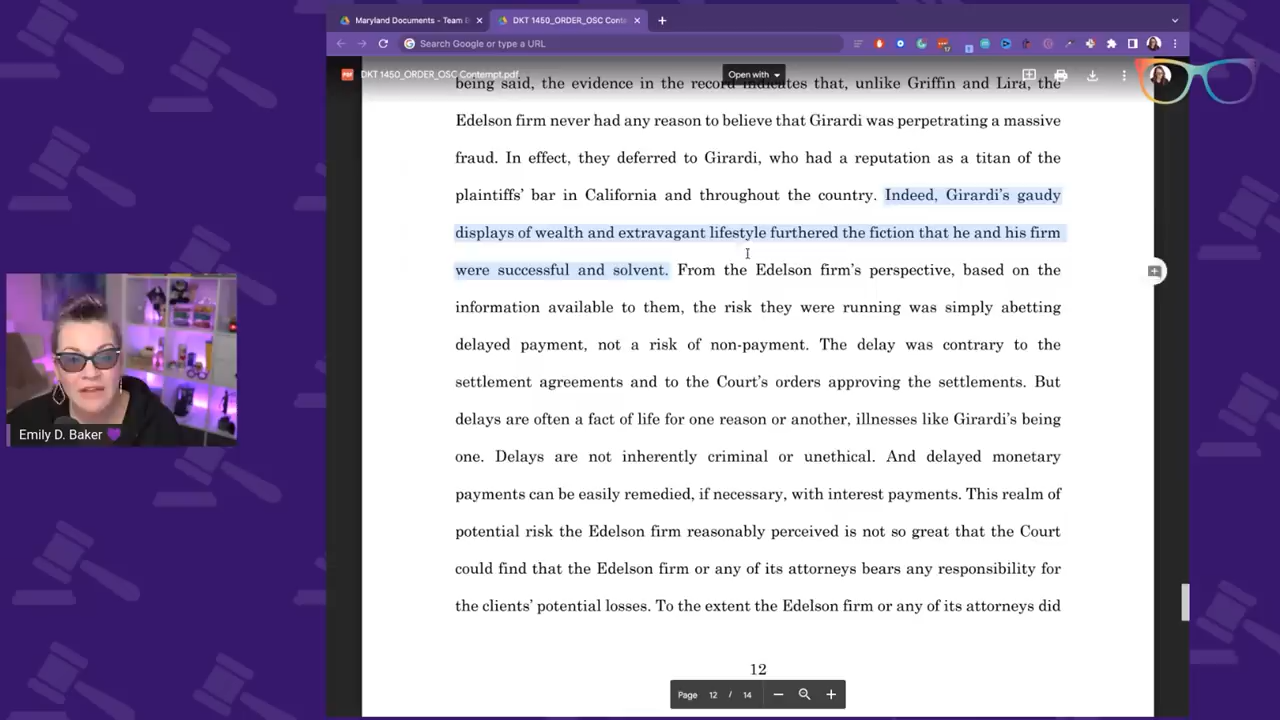 Maryland Documents - Team D
DKT 1450_ORDER_OSC Conte
Search Google or type a URL
DKT 1450_ORDER_OSC Contempt.pdf
Open with
being said, the evidence in the record indicates that, unlike Griffin and Lira, the
Edelson firm never had any reason to believe that Girardi was perpetrating a massive
fraud. In effect, they deferred to Girardi, who had a reputation as a titan of the
plaintiffs' bar in California and throughout the country. Indeed, Girardi's gaudy
displays of wealth and extravagant lifestyle furthered the fiction that he and his firm
were successful and solvent. From the Edelson firm's perspective, based on the
information available to them, the risk they were running was simply abetting
delayed payment, not a risk of non-payment. The delay was contrary to the
settlement agreements and to the Court's orders approving the settlements. But
delays are often a fact of life for one reason or another, illnesses like Girardi's being
one. Delays are not inherently criminal or unethical. And delayed monetary
payments can be easily remedied, if necessary, with interest payments. This realm of
potential risk the Edelson firm reasonably perceived is not so great that the Court
could find that the Edelson firm or any of its attorneys bears any responsibility for
the clients' potential losses. To the extent the Edelson firm or any of its attorneys did
12
Page 12 / 14
Emily D. Baker 💜